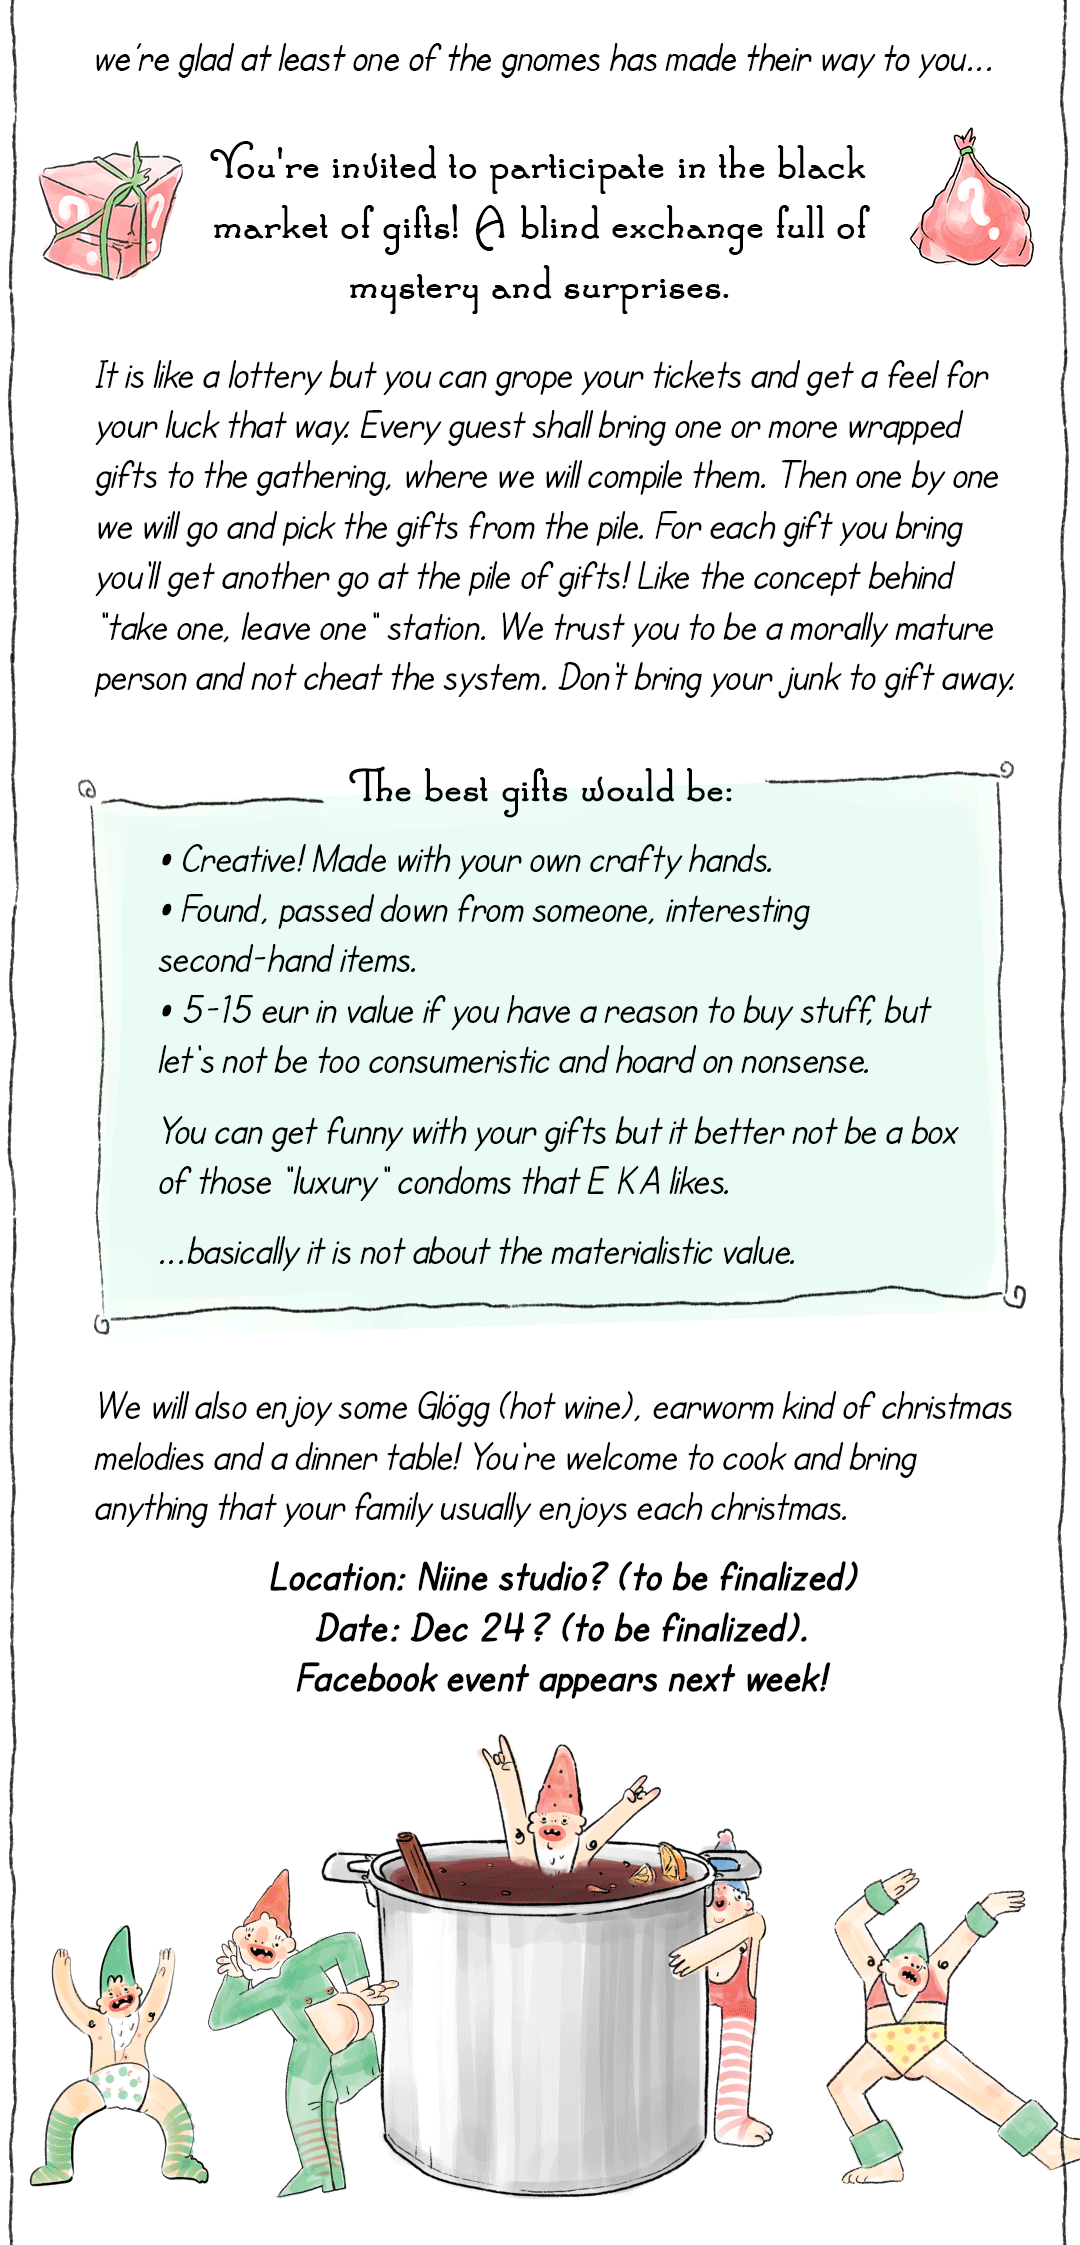 we're glad at least one of the gnomes has made their way to you...
You're invited to participate in the black
market of gifts! A blind exchange full of
mystery and surprises.
? ?
?
It is like a lottery but you can grope your tickets and get a feel for
your luck that way. Every guest shall bring one or more wrapped
gifts to the gathering, where we will compile them. Then one by one
we will go and pick the gifts from the pile. For each gift you bring
you'll get another go at the pile of gifts! Like the concept behind
"take one, leave one" station. We trust you to be a morally mature
person and not cheat the system. Don't bring your junk to gift away.
The best gifts would be:
• Creative! Made with your own crafty hands.
• Found, passed down from someone, interesting
second-hand items.
• 5-15 eur in value if you have a reason to buy stuff, but
let's not be too consumeristic and hoard on nonsense.
You can get funny with your gifts but it better not be a box
of those "luxury" condoms that E K A likes.
...basically it is not about the materialistic value.
We will also enjoy some Glögg (hot wine), earworm kind of christmas
melodies and a dinner table! You're welcome to cook and bring
anything that your family usually enjoys each christmas.
Location: Niine studio? (to be finalized)
Date: Dec 24? (to be finalized).
Facebook event appears next week!